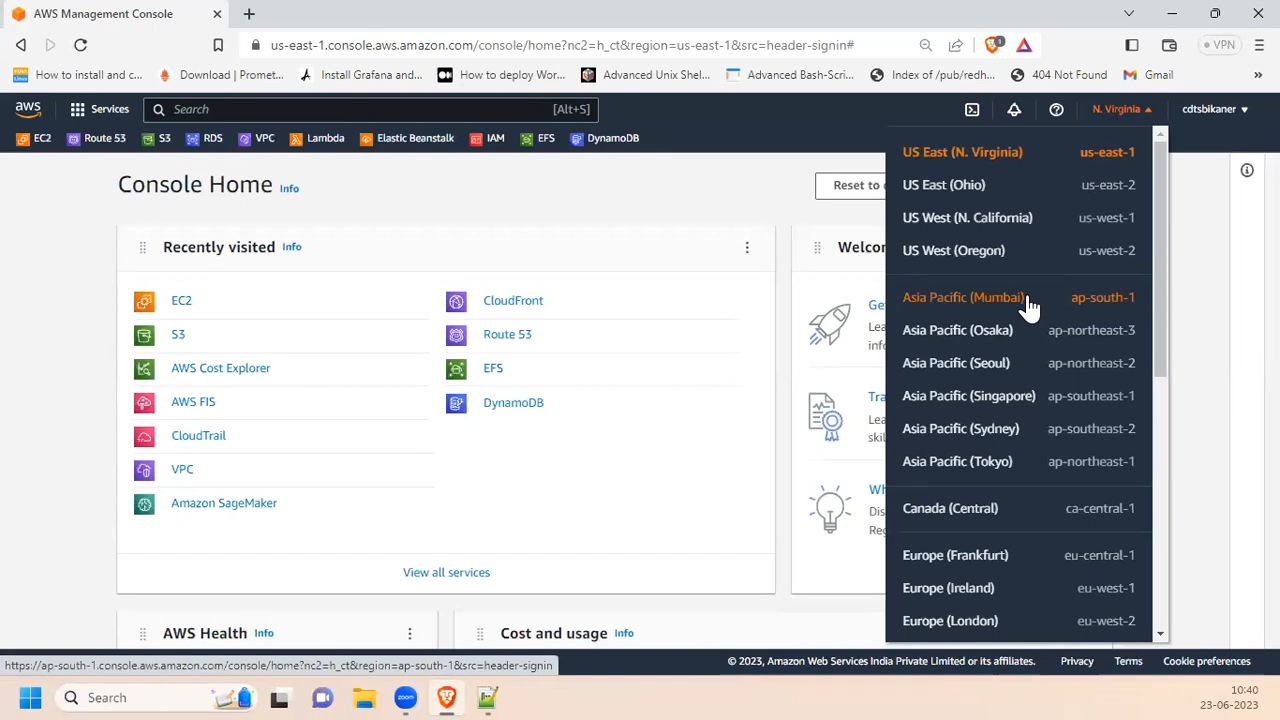 AWS Management Console
us-east-1.console.aws.amazon.com/console/home?nc2=h_ct&region=us-east-1&src=header-signin#
1
VPN
How to install and c...
Download | Promet...
Install Grafana and...
How to deploy Wor...
Advanced Unix Shel...
Advanced Bash-Scri...
Index of /pub/redh...
404 Not Found
Gmail
»
aws
Services
Search
[Alt+S]
N. Virginia
cdtsbikaner
EC2
Route 53
S3
RDS
VPC
Lambda
Elastic Beanstalk
IAM
EFS
DynamoDB
Console Home
Info
Reset to
Recently visited
Info
EC2
S3
AWS Cost Explorer
AWS FIS
CloudTrail
VPC
Amazon SageMaker
CloudFront
Route 53
EFS
DynamoDB
View all services
US East (N. Virginia)
us-east-1
US East (Ohio)
us-east-2
US West (N. California)
us-west-1
US West (Oregon)
us-west-2
Asia Pacific (Mumbai)
ap-south-1
Asia Pacific (Osaka)
ap-northeast-3
Asia Pacific (Seoul)
ap-northeast-2
Asia Pacific (Singapore)
ap-southeast-1
Asia Pacific (Sydney)
ap-southeast-2
Asia Pacific (Tokyo)
ap-northeast-1
Canada (Central)
ca-central-1
Europe (Frankfurt)
eu-central-1
Europe (Ireland)
eu-west-1
Europe (London)
eu-west-2
AWS Health
Info
Cost and usage
Info
https://ap-south-1.console.aws.amazon.com/console/home?nc2=h_ct&region=ap-south-1&src=header-signin
© 2023, Amazon Web Services India Private Limited or its affiliates.
Privacy
Terms
Cookie preferences
Search
zoom
10:40
23-06-2023